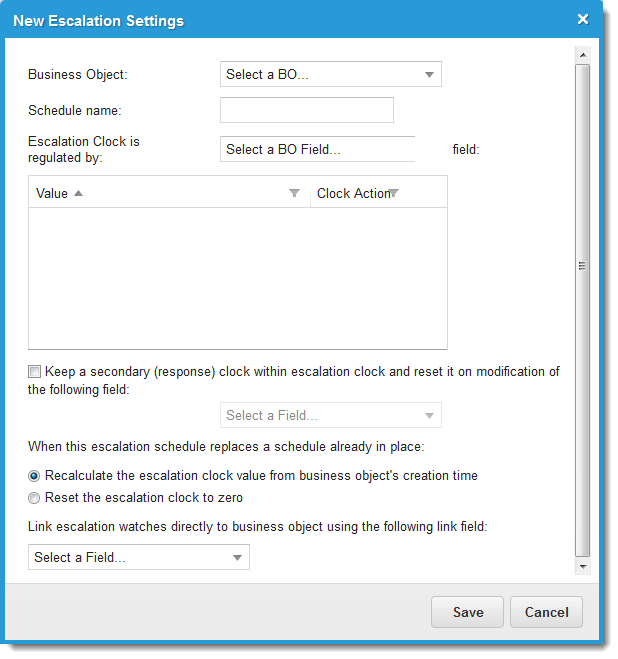 New Escalation Settings
Business Object: Select a BO...
Schedule name:
Escalation Clock is
regulated by: Select a BO Field... field:
Value Clock Action
Keep a secondary (response) clock within escalation clock and reset it on modification of
the following field:
Select a Field...
When this escalation schedule replaces a schedule already in place:
Recalculate the escalation clock value from business object's creation time
Reset the escalation clock to zero
Link escalation watches directly to business object using the following link field:
Select a Field...
Save Cancel